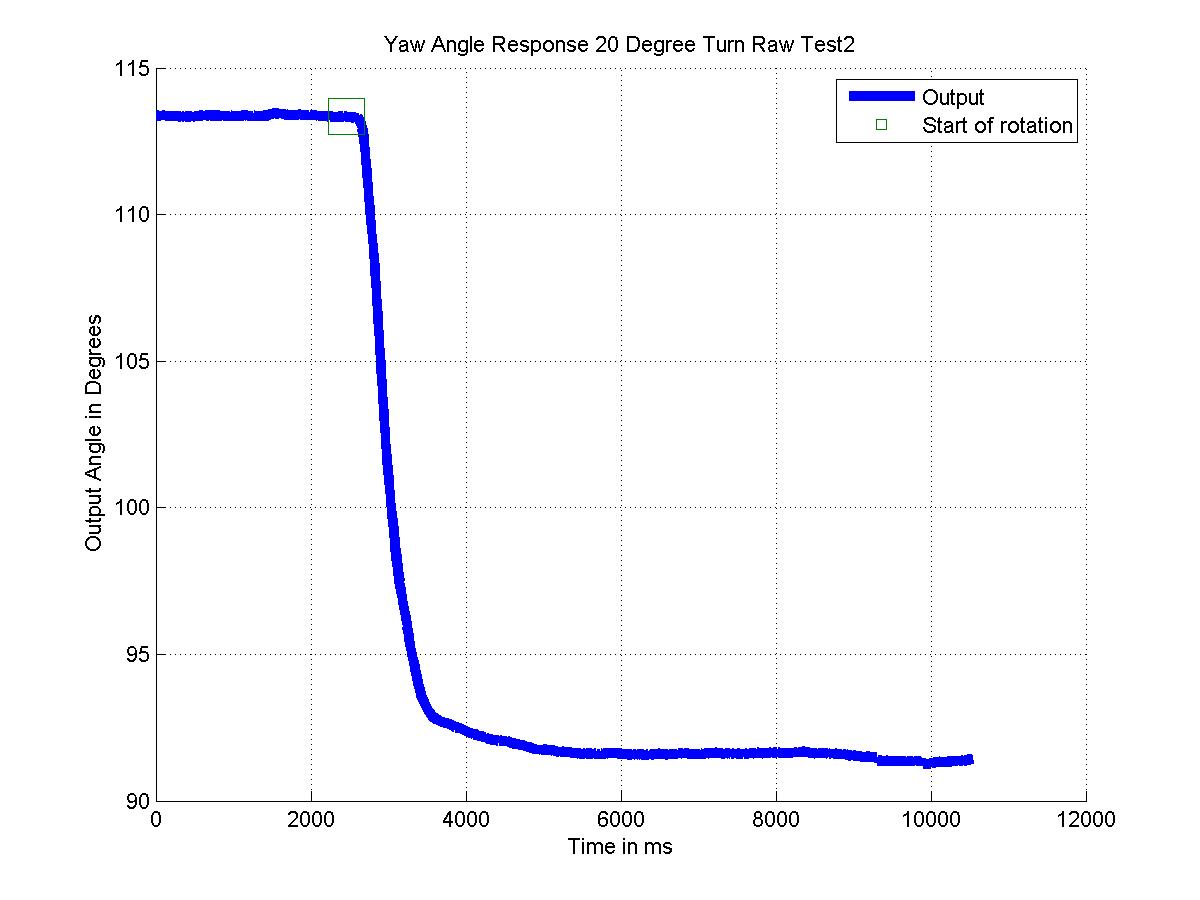 Yaw Angle Response 20 Degree Turn Raw Test2
Output
Start of rotation
115
110
105
100
95
90
Output Angle in Degrees
0 2000 4000 6000 8000 10000 12000
Time in ms